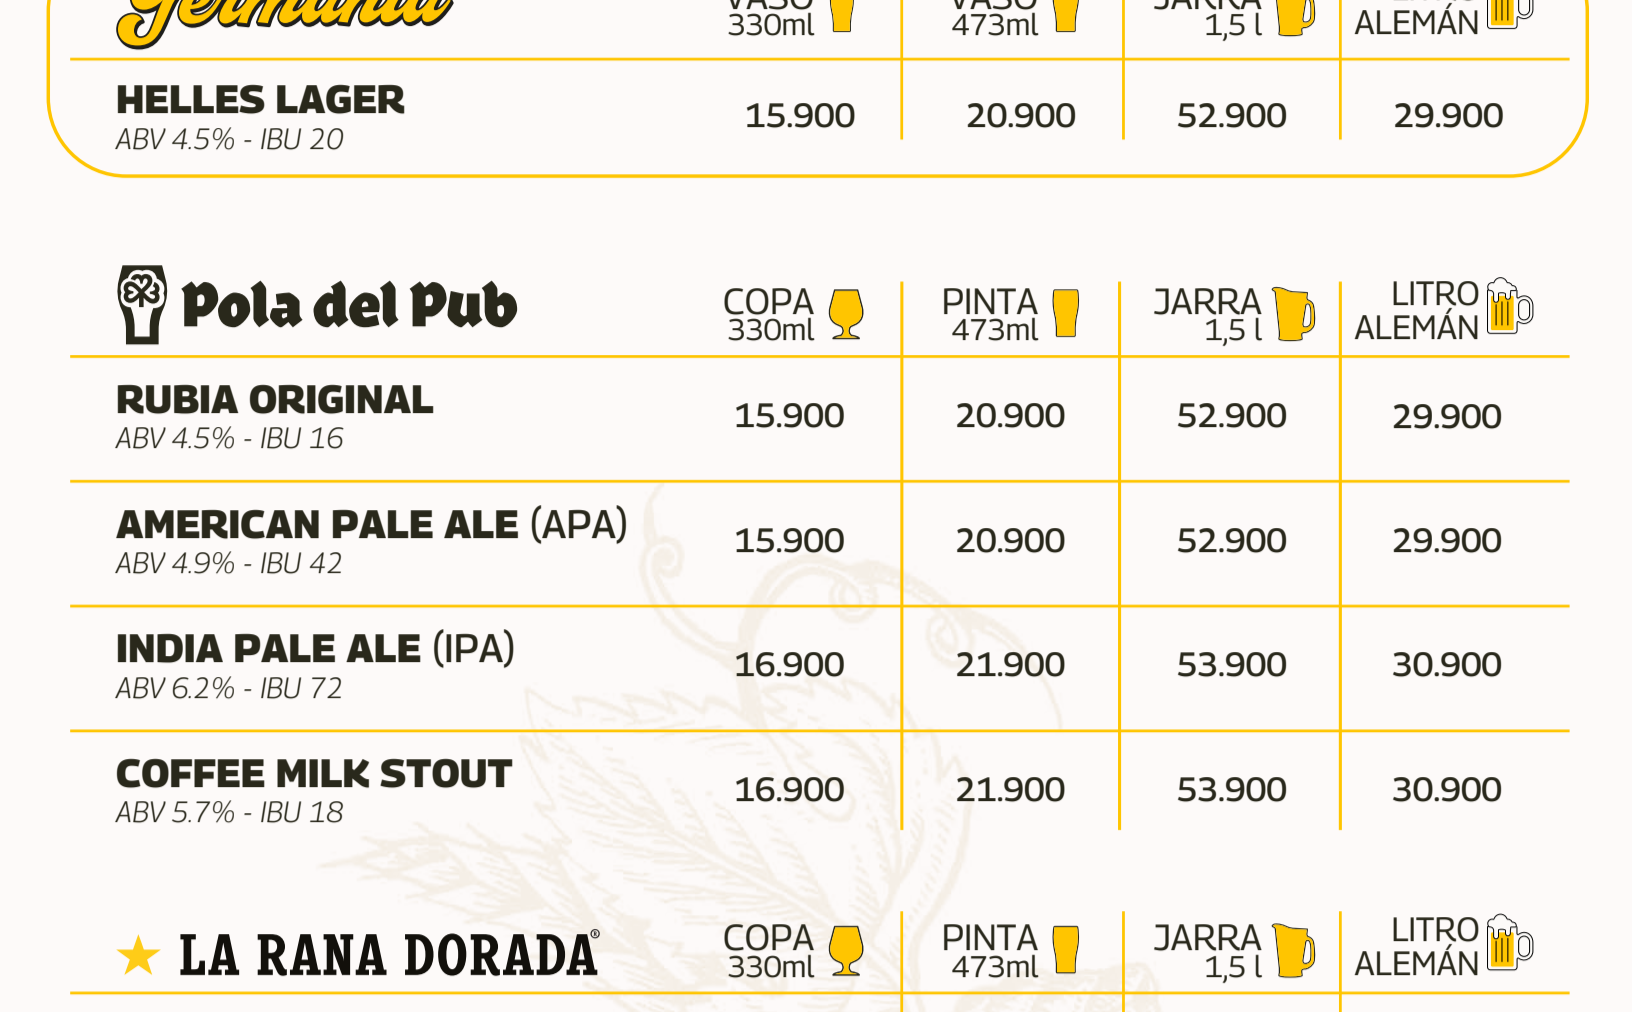 Germania
VASO 330ml VASO 473ml JARRA 1,5 l ALEMÁN
HELLES LAGER 15.900 20.900 52.900 29.900
ABV 4.5% - IBU 20
Pola del Pub
COPA 330ml PINTA 473ml JARRA 1,5 l LITRO ALEMÁN
RUBIA ORIGINAL 15.900 20.900 52.900 29.900
ABV 4.5% - IBU 16
AMERICAN PALE ALE (APA) 15.900 20.900 52.900 29.900
ABV 4.9% - IBU 42
INDIA PALE ALE (IPA) 16.900 21.900 53.900 30.900
ABV 6.2% - IBU 72
COFFEE MILK STOUT 16.900 21.900 53.900 30.900
ABV 5.7% - IBU 18
LA RANA DORADA®
COPA 330ml PINTA 473ml JARRA 1,5 l LITRO ALEMÁN